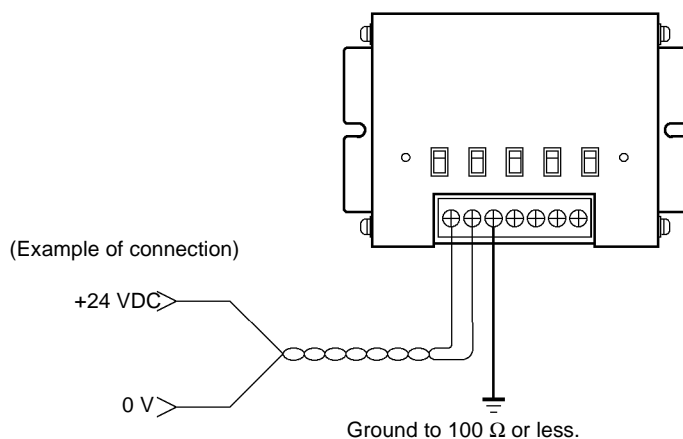 (Example of connection)
+24 VDC
0 V
Ground to 100 Ω or less.